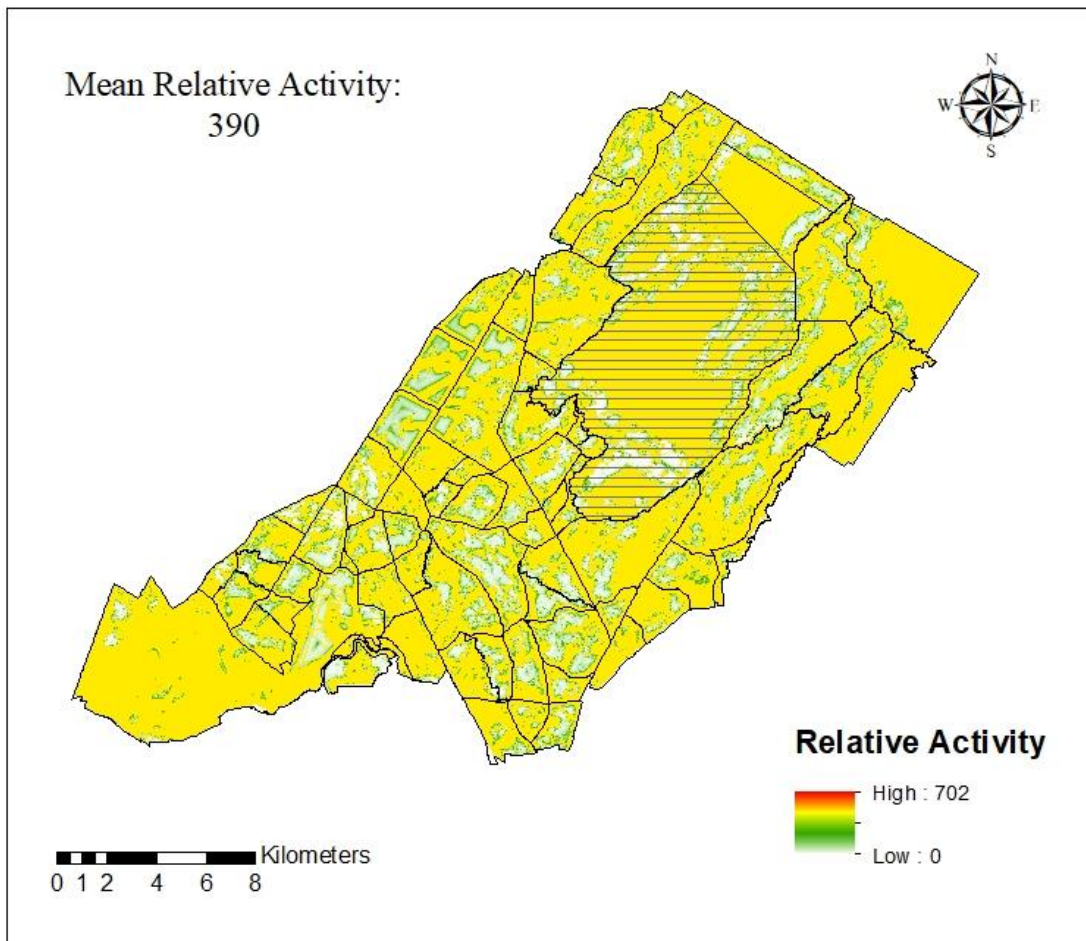 Mean Relative Activity:
390
N
W E
S
Relative Activity
High : 702
Low : 0
Kilometers
0 1 2 4 6 8